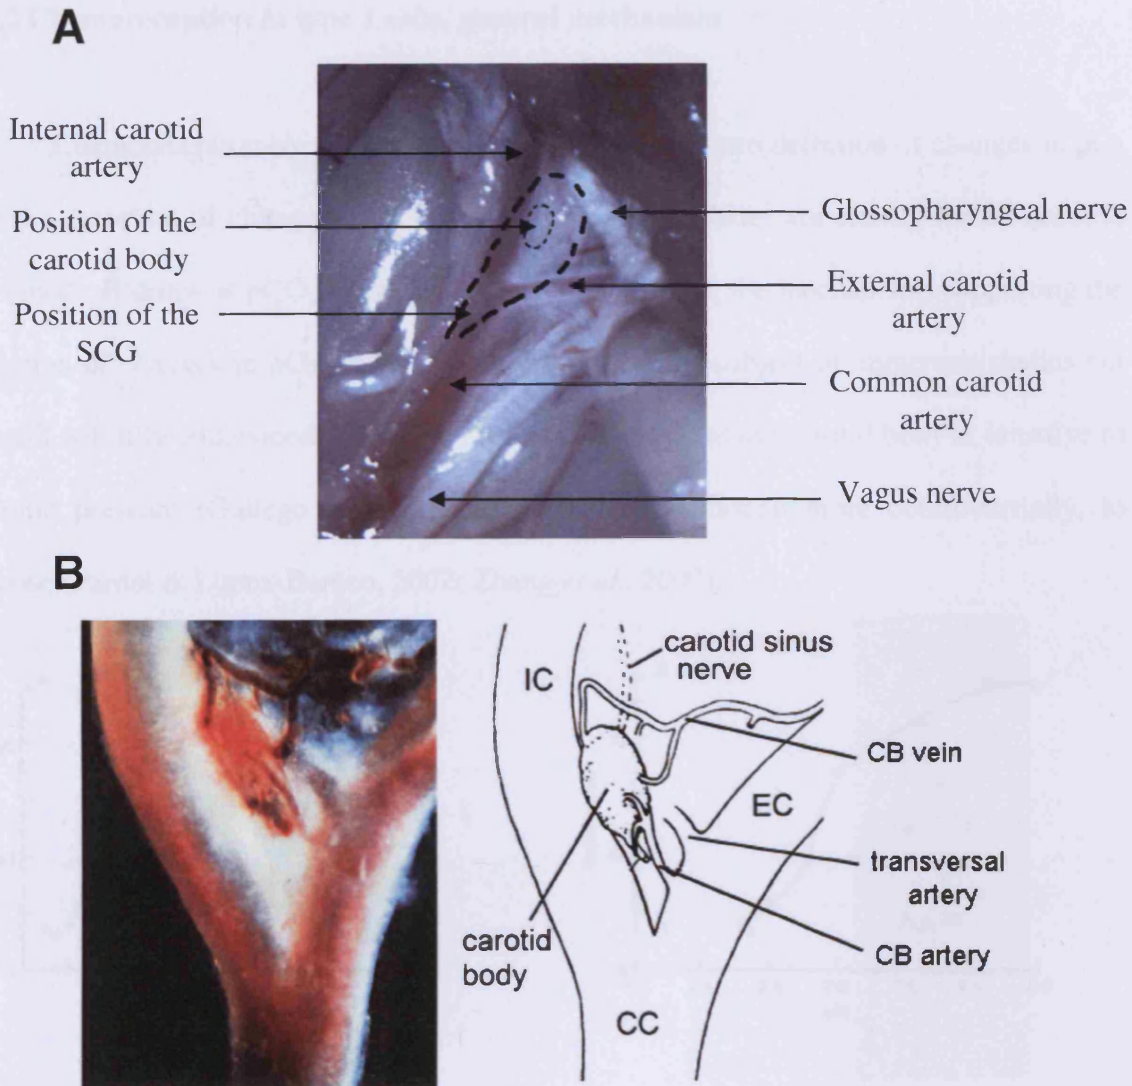 A
Internal carotid
artery
Position of the
carotid body
Position of the
SCG
Glossopharyngeal nerve
External carotid
artery
Common carotid
artery
Vagus nerve
B
IC
carotid sinus
nerve
CB vein
EC
transversal
artery
CB artery
carotid
body
CC